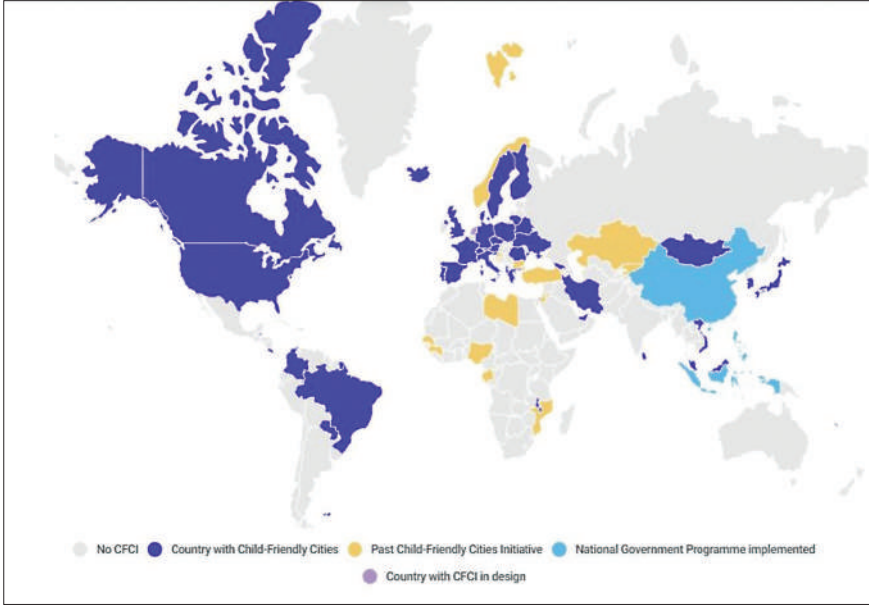 No CFCI Country with Child-Friendly Cities Past Child-Friendly Cities Initiative National Government Programme implemented
Country with CFCI in design